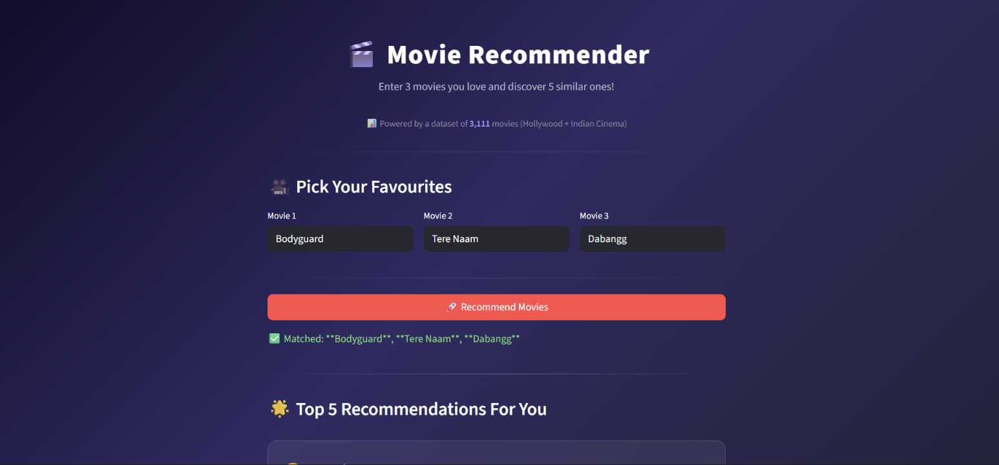 🎬 Movie Recommender
Enter 3 movies you love and discover 5 similar ones!
📊 Powered by a dataset of 3,111 movies (Hollywood + Indian Cinema)
🎥 Pick Your Favourites
Movie 1 Movie 2 Movie 3
Bodyguard Tere Naam Dabangg
🚀 Recommend Movies
✅ Matched: **Bodyguard**, **Tere Naam**, **Dabangg**
🌟 Top 5 Recommendations For You